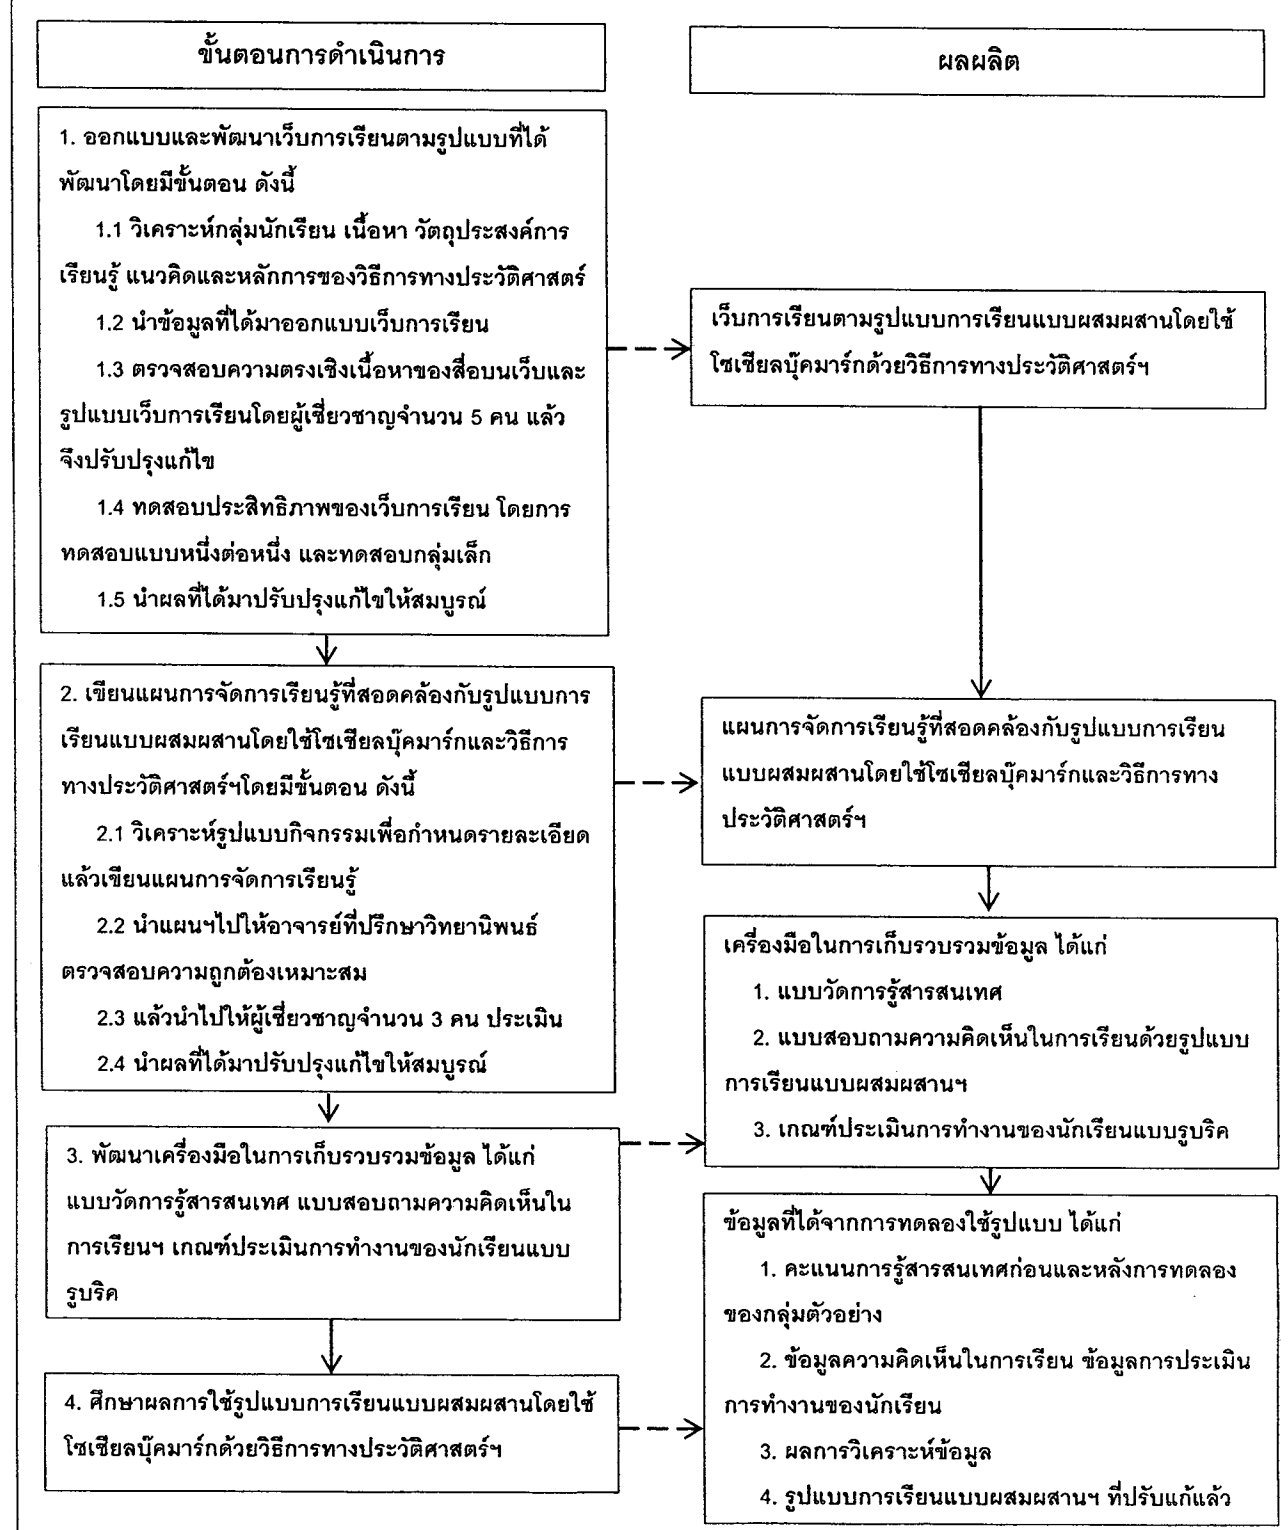 ขั้นตอนการดำเนินการ
ผลผลิต
1. ออกแบบและพัฒนาเว็บการเรียนตามรูปแบบที่ได้
พัฒนาโดยมีขั้นตอน ดังนี้
1.1 วิเคราะห์กลุ่มนักเรียน เนื้อหา วัตถุประสงค์การ
เรียนรู้ แนวคิดและหลักการของวิธีการทางประวัติศาสตร์
1.2 นำข้อมูลที่ได้มาออกแบบเว็บการเรียน
1.3 ตรวจสอบความตรงเชิงเนื้อหาของสื่อบนเว็บและ
รูปแบบเว็บการเรียนโดยผู้เชี่ยวชาญจำนวน 5 คน แล้ว
จึงปรับปรุงแก้ไข
1.4 ทดสอบประสิทธิภาพของเว็บการเรียน โดยการ
ทดสอบแบบหนึ่งต่อหนึ่ง และทดสอบกลุ่มเล็ก
1.5 นำผลที่ได้มาปรับปรุงแก้ไขให้สมบูรณ์
เว็บการเรียนตามรูปแบบการเรียนแบบผสมผสานโดยใช้
โซเชียลบุ๊คมาร์กด้วยวิธีการทางประวัติศาสตร์ฯ
2. เขียนแผนการจัดการเรียนรู้ที่สอดคล้องกับรูปแบบการ
เรียนแบบผสมผสานโดยใช้โซเชียลบุ๊คมาร์กและวิธีการ
ทางประวัติศาสตร์ฯโดยมีขั้นตอน ดังนี้
2.1 วิเคราะห์รูปแบบกิจกรรมเพื่อกำหนดรายละเอียด
แล้วเขียนแผนการจัดการเรียนรู้
2.2 นำแผนฯไปให้อาจารย์ที่ปรึกษาวิทยานิพนธ์
ตรวจสอบความถูกต้องเหมาะสม
2.3 แล้วนำไปให้ผู้เชี่ยวชาญจำนวน 3 คน ประเมิน
2.4 นำผลที่ได้มาปรับปรุงแก้ไขให้สมบูรณ์
แผนการจัดการเรียนรู้ที่สอดคล้องกับรูปแบบการเรียน
แบบผสมผสานโดยใช้โซเชียลบุ๊คมาร์กและวิธีการทาง
ประวัติศาสตร์ฯ
3. พัฒนาเครื่องมือในการเก็บรวบรวมข้อมูล ได้แก่
แบบวัดการรู้สารสนเทศ แบบสอบถามความคิดเห็นใน
การเรียนฯ เกณฑ์ประเมินการทำงานของนักเรียนแบบ
รูบริค
เครื่องมือในการเก็บรวบรวมข้อมูล ได้แก่
1. แบบวัดการรู้สารสนเทศ
2. แบบสอบถามความคิดเห็นในการเรียนด้วยรูปแบบ
การเรียนแบบผสมผสานฯ
3. เกณฑ์ประเมินการทำงานของนักเรียนแบบรูบริค
4. ศึกษาผลการใช้รูปแบบการเรียนแบบผสมผสานโดยใช้
โซเชียลบุ๊คมาร์กด้วยวิธีการทางประวัติศาสตร์ฯ
ข้อมูลที่ได้จากการทดลองใช้รูปแบบ ได้แก่
1. คะแนนการรู้สารสนเทศก่อนและหลังการทดลอง
ของกลุ่มตัวอย่าง
2. ข้อมูลความคิดเห็นในการเรียน ข้อมูลการประเมิน
การทำงานของนักเรียน
3. ผลการวิเคราะห์ข้อมูล
4. รูปแบบการเรียนแบบผสมผสานฯ ที่ปรับแก้แล้ว